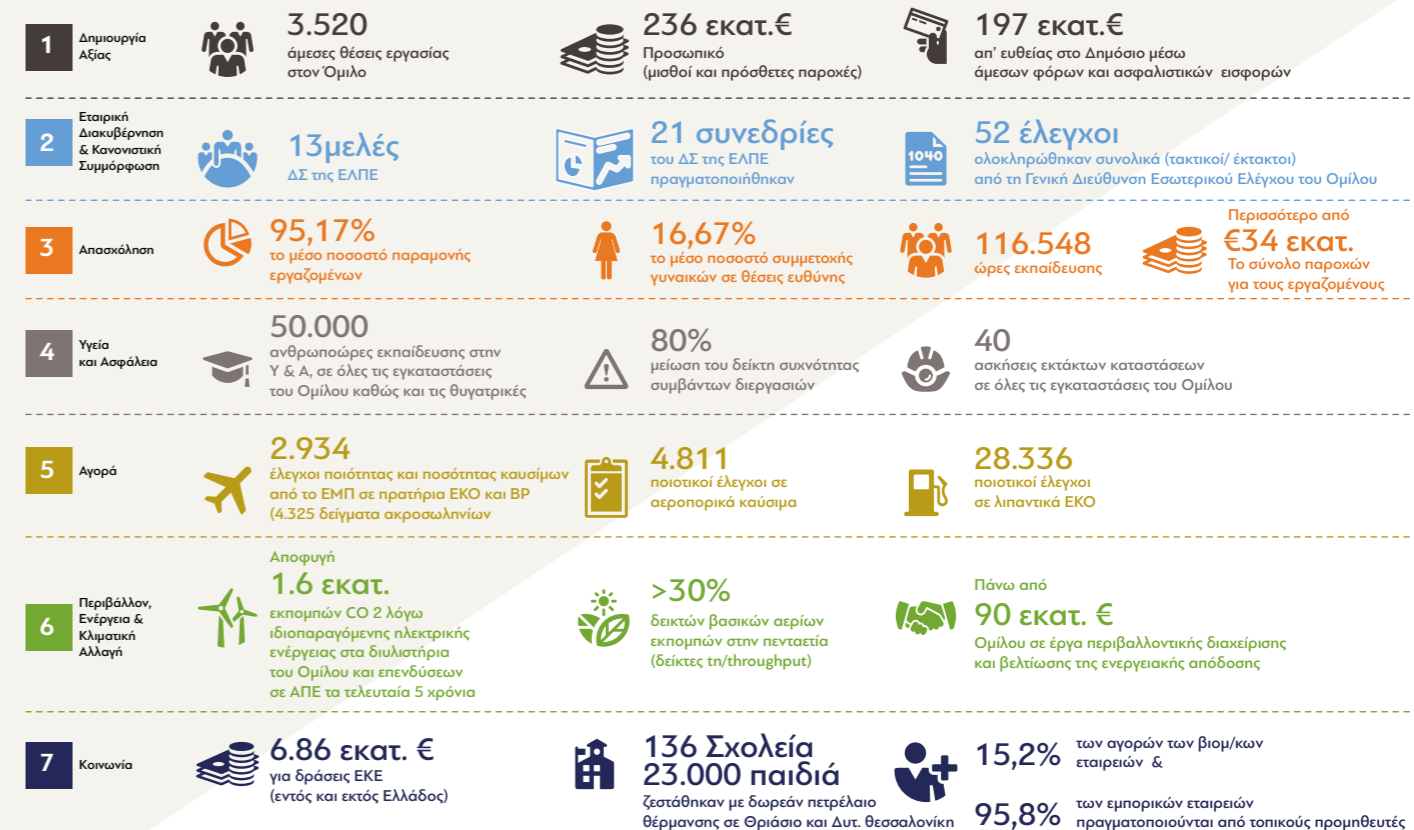 1
Δημιουργία
Αξίας
3.520
άμεσες θέσεις εργασίας
στον Όμιλο
236 εκατ.€
Προσωπικό
(μισθοί και πρόσθετες παροχές)
197 εκατ.€
απ' ευθείας στο Δημόσιο μέσω
άμεσων φόρων και ασφαλιστικών εισφορών
2
Εταιρική
Διακυβέρνηση
& Κανονιστική
Συμμόρφωση
13μελές
ΔΣ της ΕΛΠΕ
21 συνεδρίες
του ΔΣ της ΕΛΠΕ
πραγματοποιήθηκαν
1040
52 έλεγχοι
ολοκληρώθηκαν συνολικά (τακτικοί/ έκτακτοι)
από τη Γενική Διεύθυνση Εσωτερικού Ελέγχου του Ομίλου
3
Απασχόληση
95,17%
το μέσο ποσοστό παραμονής
εργαζομένων
16,67%
το μέσο ποσοστό συμμετοχής
γυναικών σε θέσεις ευθύνης
116.548
ώρες εκπαίδευσης
Περισσότερο από
€34 εκατ.
Το σύνολο παροχών
για τους εργαζομένους
4
Υγεία
και Ασφάλεια
50.000
ανθρωποώρες εκπαίδευσης στην
Υ & Α, σε όλες τις εγκαταστάσεις
του Ομίλου καθώς και τις θυγατρικές
80%
μείωση του δείκτη συχνότητας
συμβάντων διεργασιών
40
ασκήσεις εκτάκτων καταστάσεων
σε όλες τις εγκαταστάσεις του Ομίλου
5
Αγορά
2.934
έλεγχοι ποιότητας και ποσότητας καυσίμων
από το ΕΜΠ σε πρατήρια ΕΚΟ και BP
(4.325 δείγματα ακροσωληνίων
4.811
ποιοτικοί έλεγχοι σε
αεροπορικά καύσιμα
28.336
ποιοτικοί έλεγχοι
σε λιπαντικά ΕΚΟ
6
Περιβάλλον,
Ενέργεια &
Κλιματική
Αλλαγή
Αποφυγή
1.6 εκατ.
εκπομπών CO 2 λόγω
ιδιοπαραγόμενης ηλεκτρικής
ενέργειας στα διυλιστήρια
του Ομίλου και επενδύσεων
σε ΑΠΕ τα τελευταία 5 χρόνια
>30%
δεικτών βασικών αερίων
εκπομπών στην πενταετία
(δείκτες tn/throughput)
Πάνω από
90 εκατ. €
Ομίλου σε έργα περιβαλλοντικής διαχείρισης
και βελτίωσης της ενεργειακής απόδοσης
7
Κοινωνία
6.86 εκατ. €
για δράσεις ΕΚΕ
(εντός και εκτός Ελλάδος)
136 Σχολεία
23.000 παιδιά
ζεστάθηκαν με δωρεάν πετρέλαιο
θέρμανσης σε Θριάσιο και Δυτ. Θεσσαλονίκη
15,2%
των αγορών των βιομ/κων
εταιρειών &
95,8%
των εμπορικών εταιρειών
πραγματοποιούνται από τοπικούς προμηθευτές